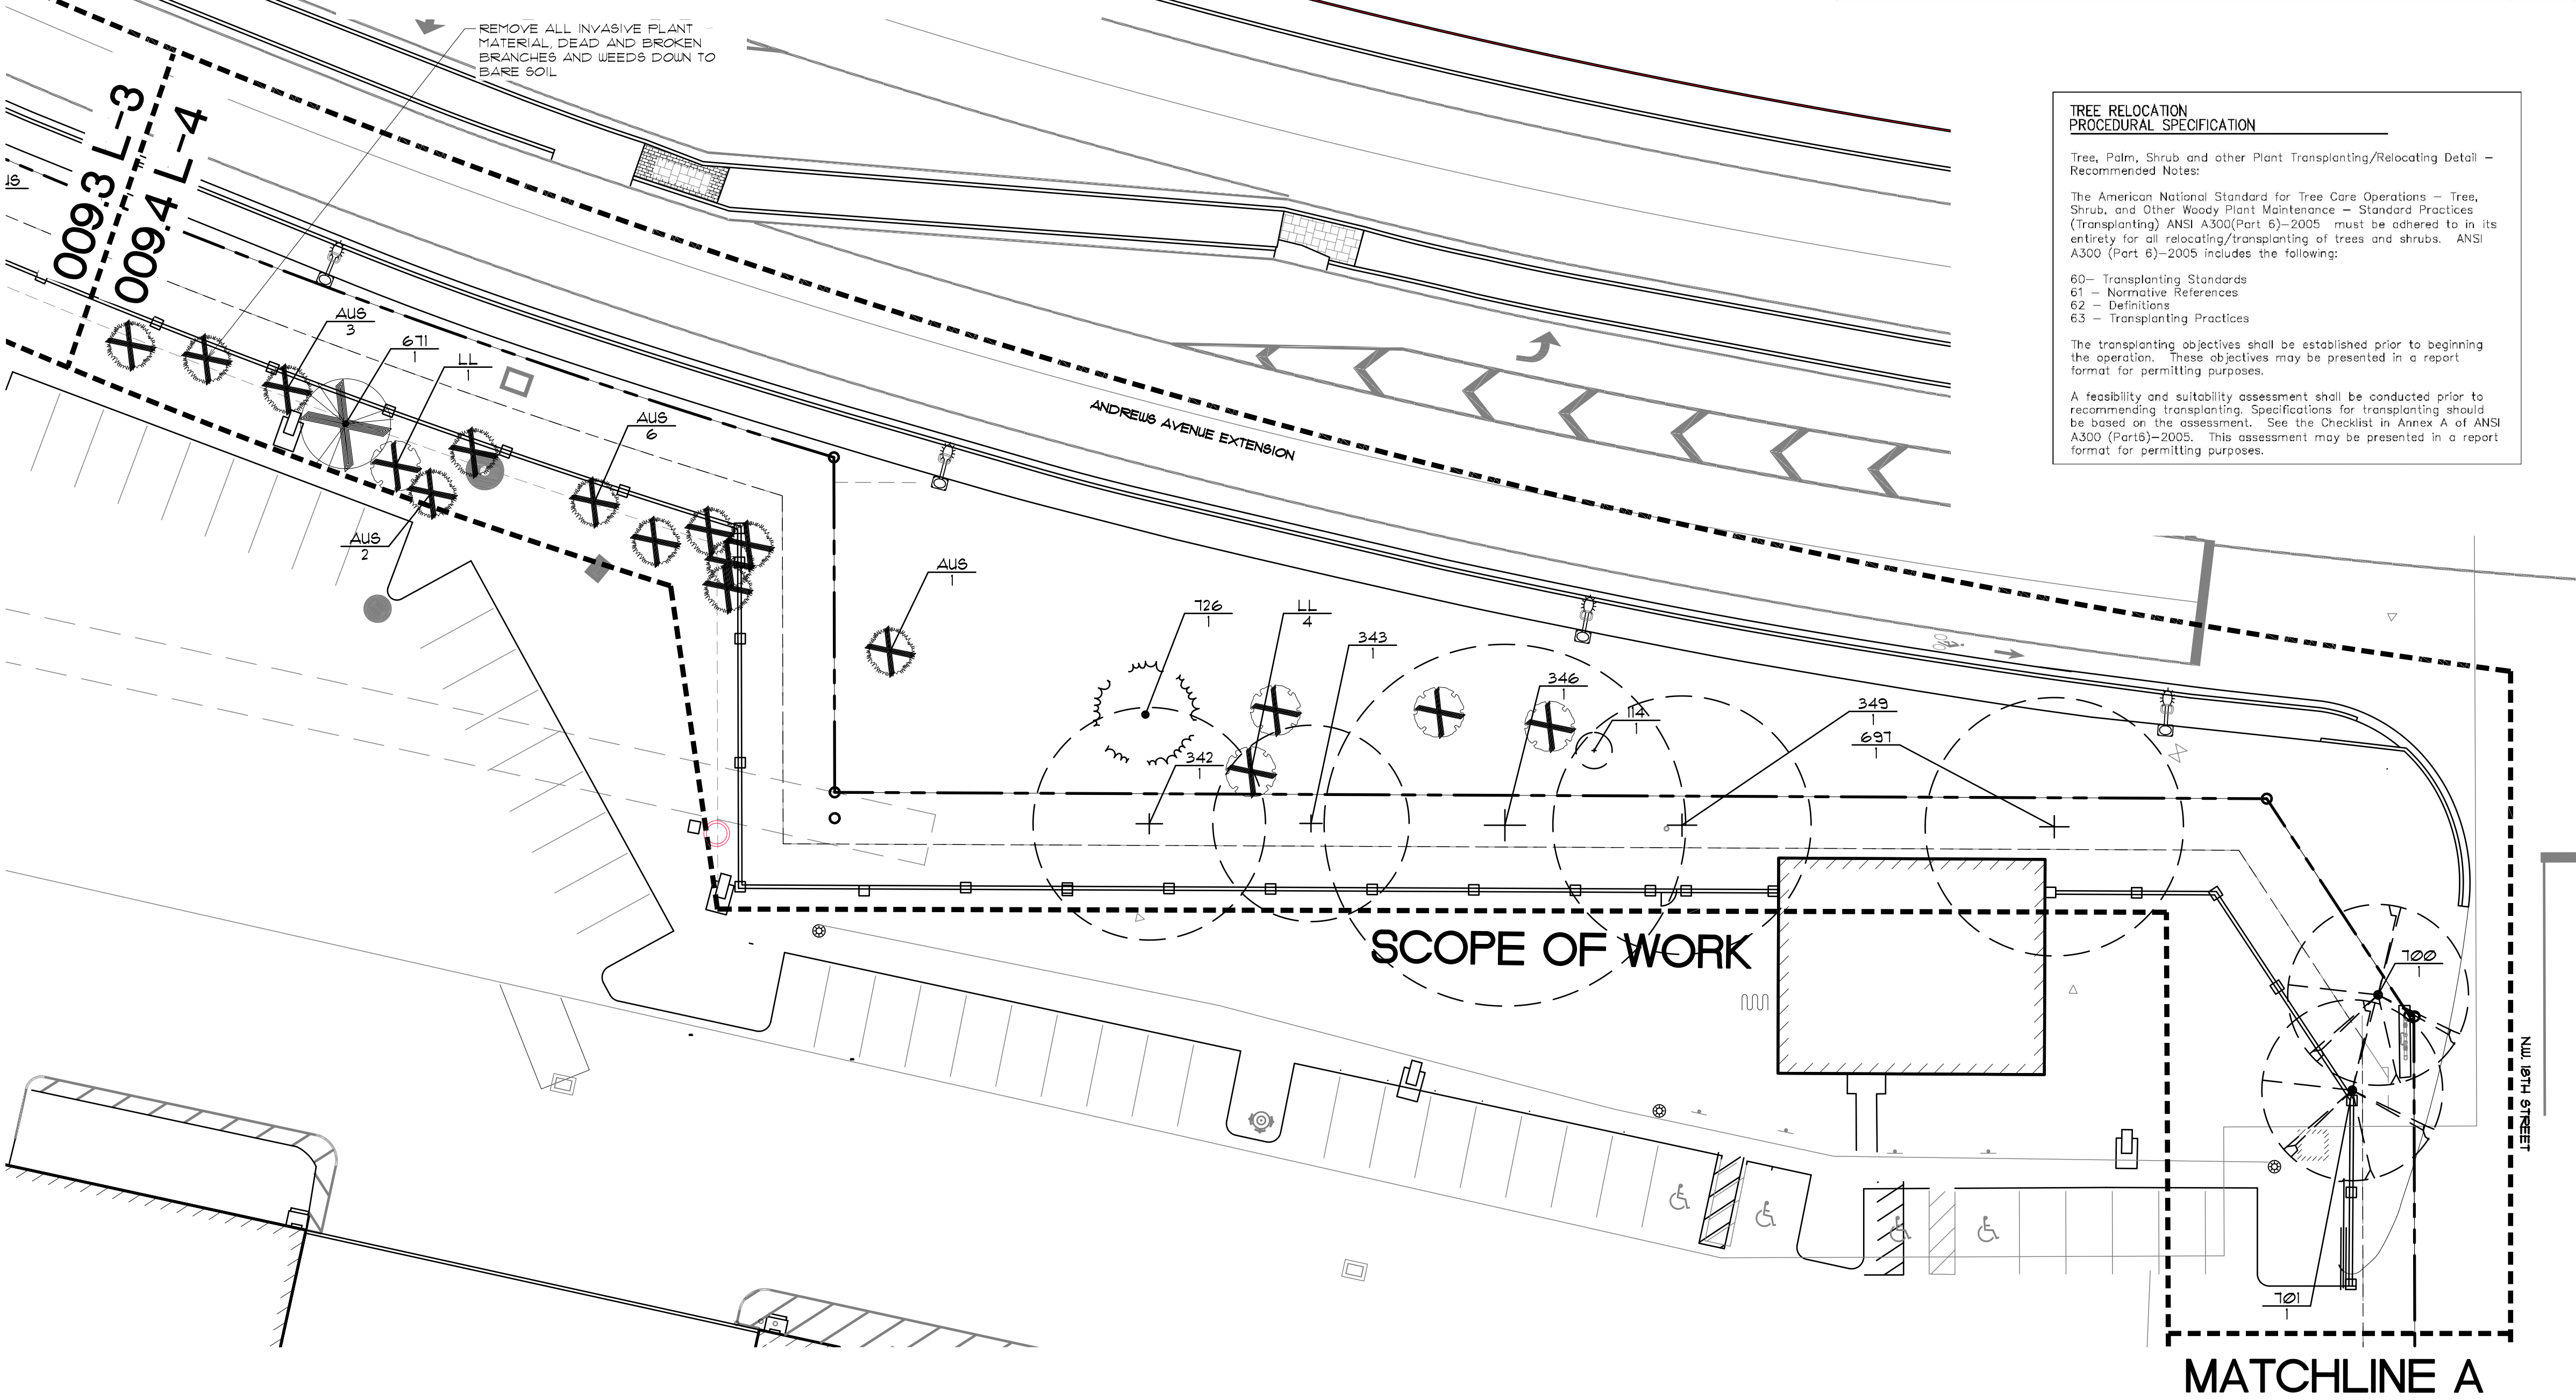 REMOVE ALL INVASIVE PLANT
MATERIAL, DEAD AND BROKEN
BRANCHES AND WEEDS DOWN TO
BARE SOIL
009.3 L-3
009.4 L-4
TREE RELOCATION
PROCEDURAL SPECIFICATION
Tree, Palm, Shrub and other Plant Transplanting/Relocating Detail –
Recommended Notes:
The American National Standard for Tree Care Operations – Tree,
Shrub, and Other Woody Plant Maintenance – Standard Practices
(Transplanting) ANSI A300(Part 6)–2005 must be adhered to in its
entirety for all relocating/transplanting of trees and shrubs. ANSI
A300 (Part 6)–2005 includes the following:
60– Transplanting Standards
61 – Normative References
62 – Definitions
63 – Transplanting Practices
The transplanting objectives shall be established prior to beginning
the operation. These objectives may be presented in a report
format for permitting purposes.
A feasibility and suitability assessment shall be conducted prior to
recommending transplanting. Specifications for transplanting should
be based on the assessment. See the Checklist in Annex A of ANSI
A300 (Part6)–2005. This assessment may be presented in a report
format for permitting purposes.
AUS
3
671
1
LL
1
AUS
6
AUS
2
ANDREWS AVENUE EXTENSION
AUS
1
726
1
LL
4
343
1
346
1
114
1
349
1
697
1
342
1
SCOPE OF WORK
700
1
N.W. 18TH STREET
701
1
MATCHLINE A